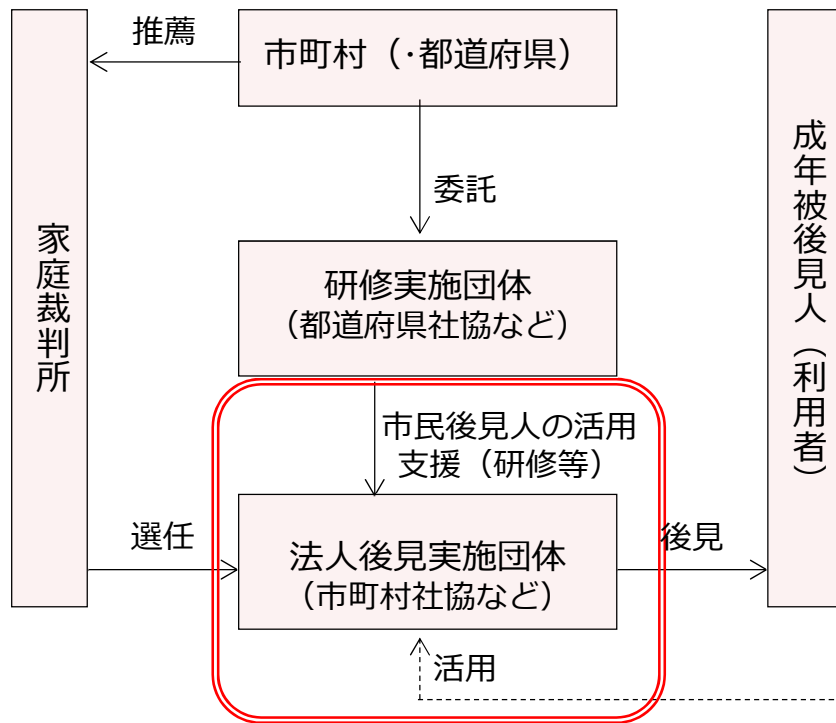 推薦
市町村（・都道府県）
委託
家庭裁判所
研修実施団体
（都道府県社協など）
市民後見人の活用
支援（研修等）
選任
法人後見実施団体
（市町村社協など）
後見
活用
成年被後見人（利用者）